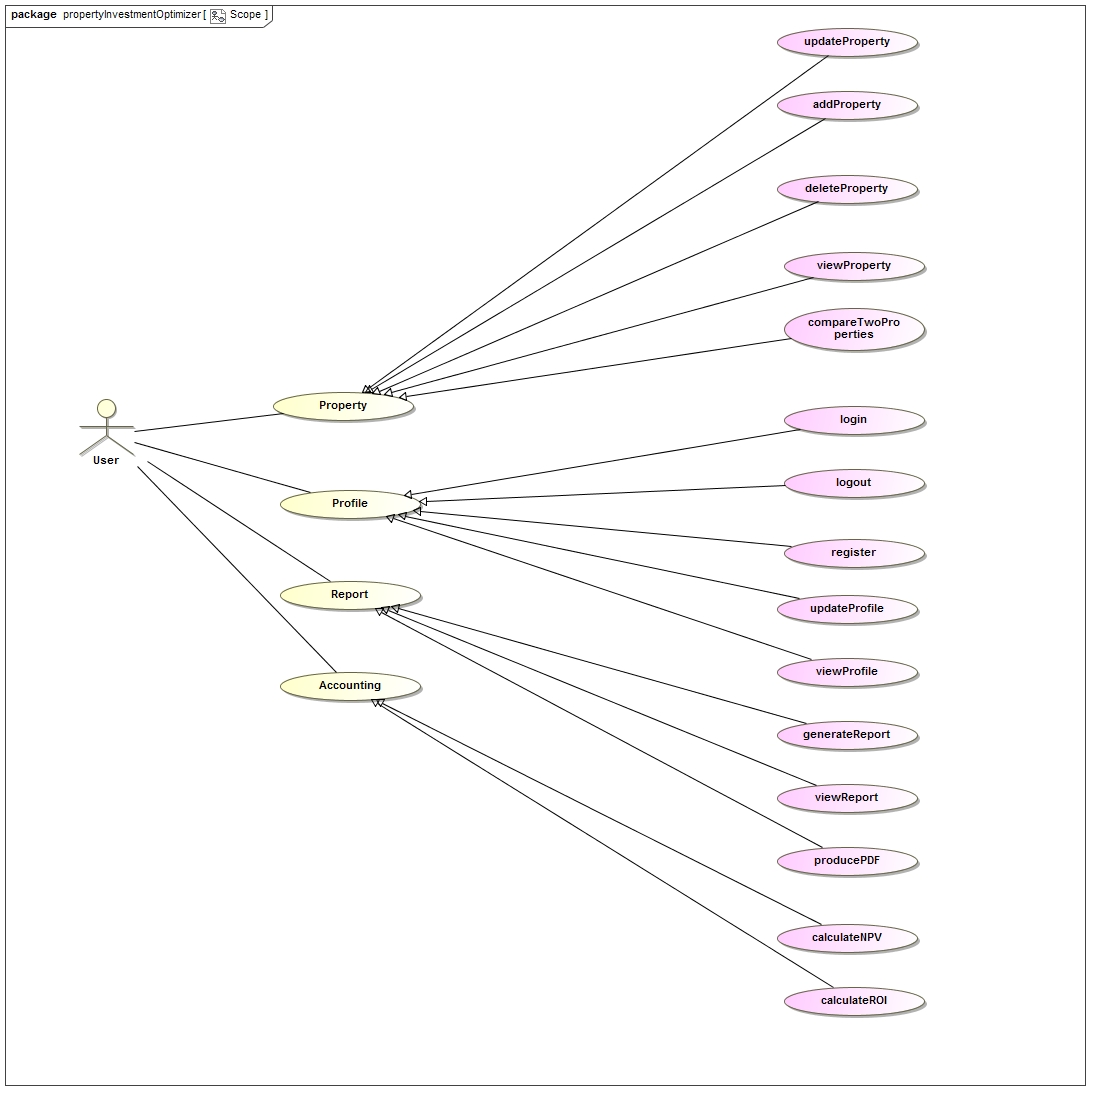 package propertyInvestmentOptimizer [ Scope ]
updateProperty
addProperty
deleteProperty
viewProperty
compareTwoPro
perties
Property
login
User
logout
Profile
register
Report
updateProfile
viewProfile
Accounting
generateReport
viewReport
producePDF
calculateNPV
calculateROI